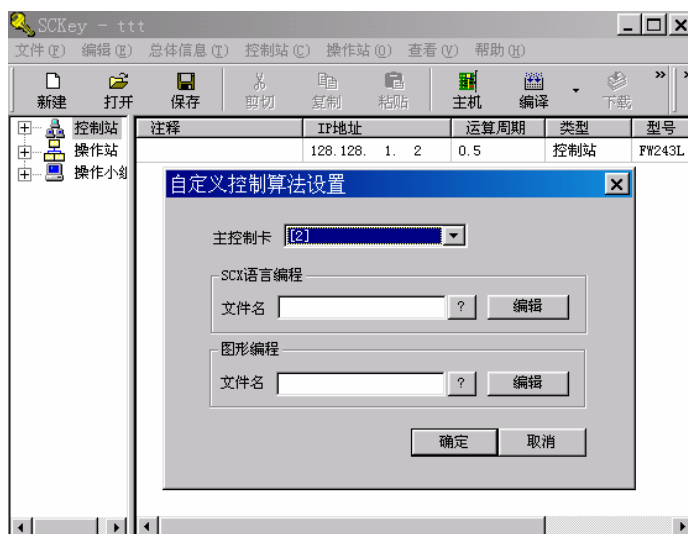 SCKey - ttt
文件(F) 编辑(E) 总体信息(T) 控制站(C) 操作站(O) 查看(V) 帮助(H)
新建 打开 保存 剪切 复制 粘贴 主机 编译 下载
控制站
操作站
操作小组
注释 IP地址 运算周期 类型 型号
128.128. 1. 2 0.5 控制站 FW243L
自定义控制算法设置
主控制卡 [2]
SCX语言编程
文件名 ? 编辑
图形编程
文件名 ? 编辑
确定 取消